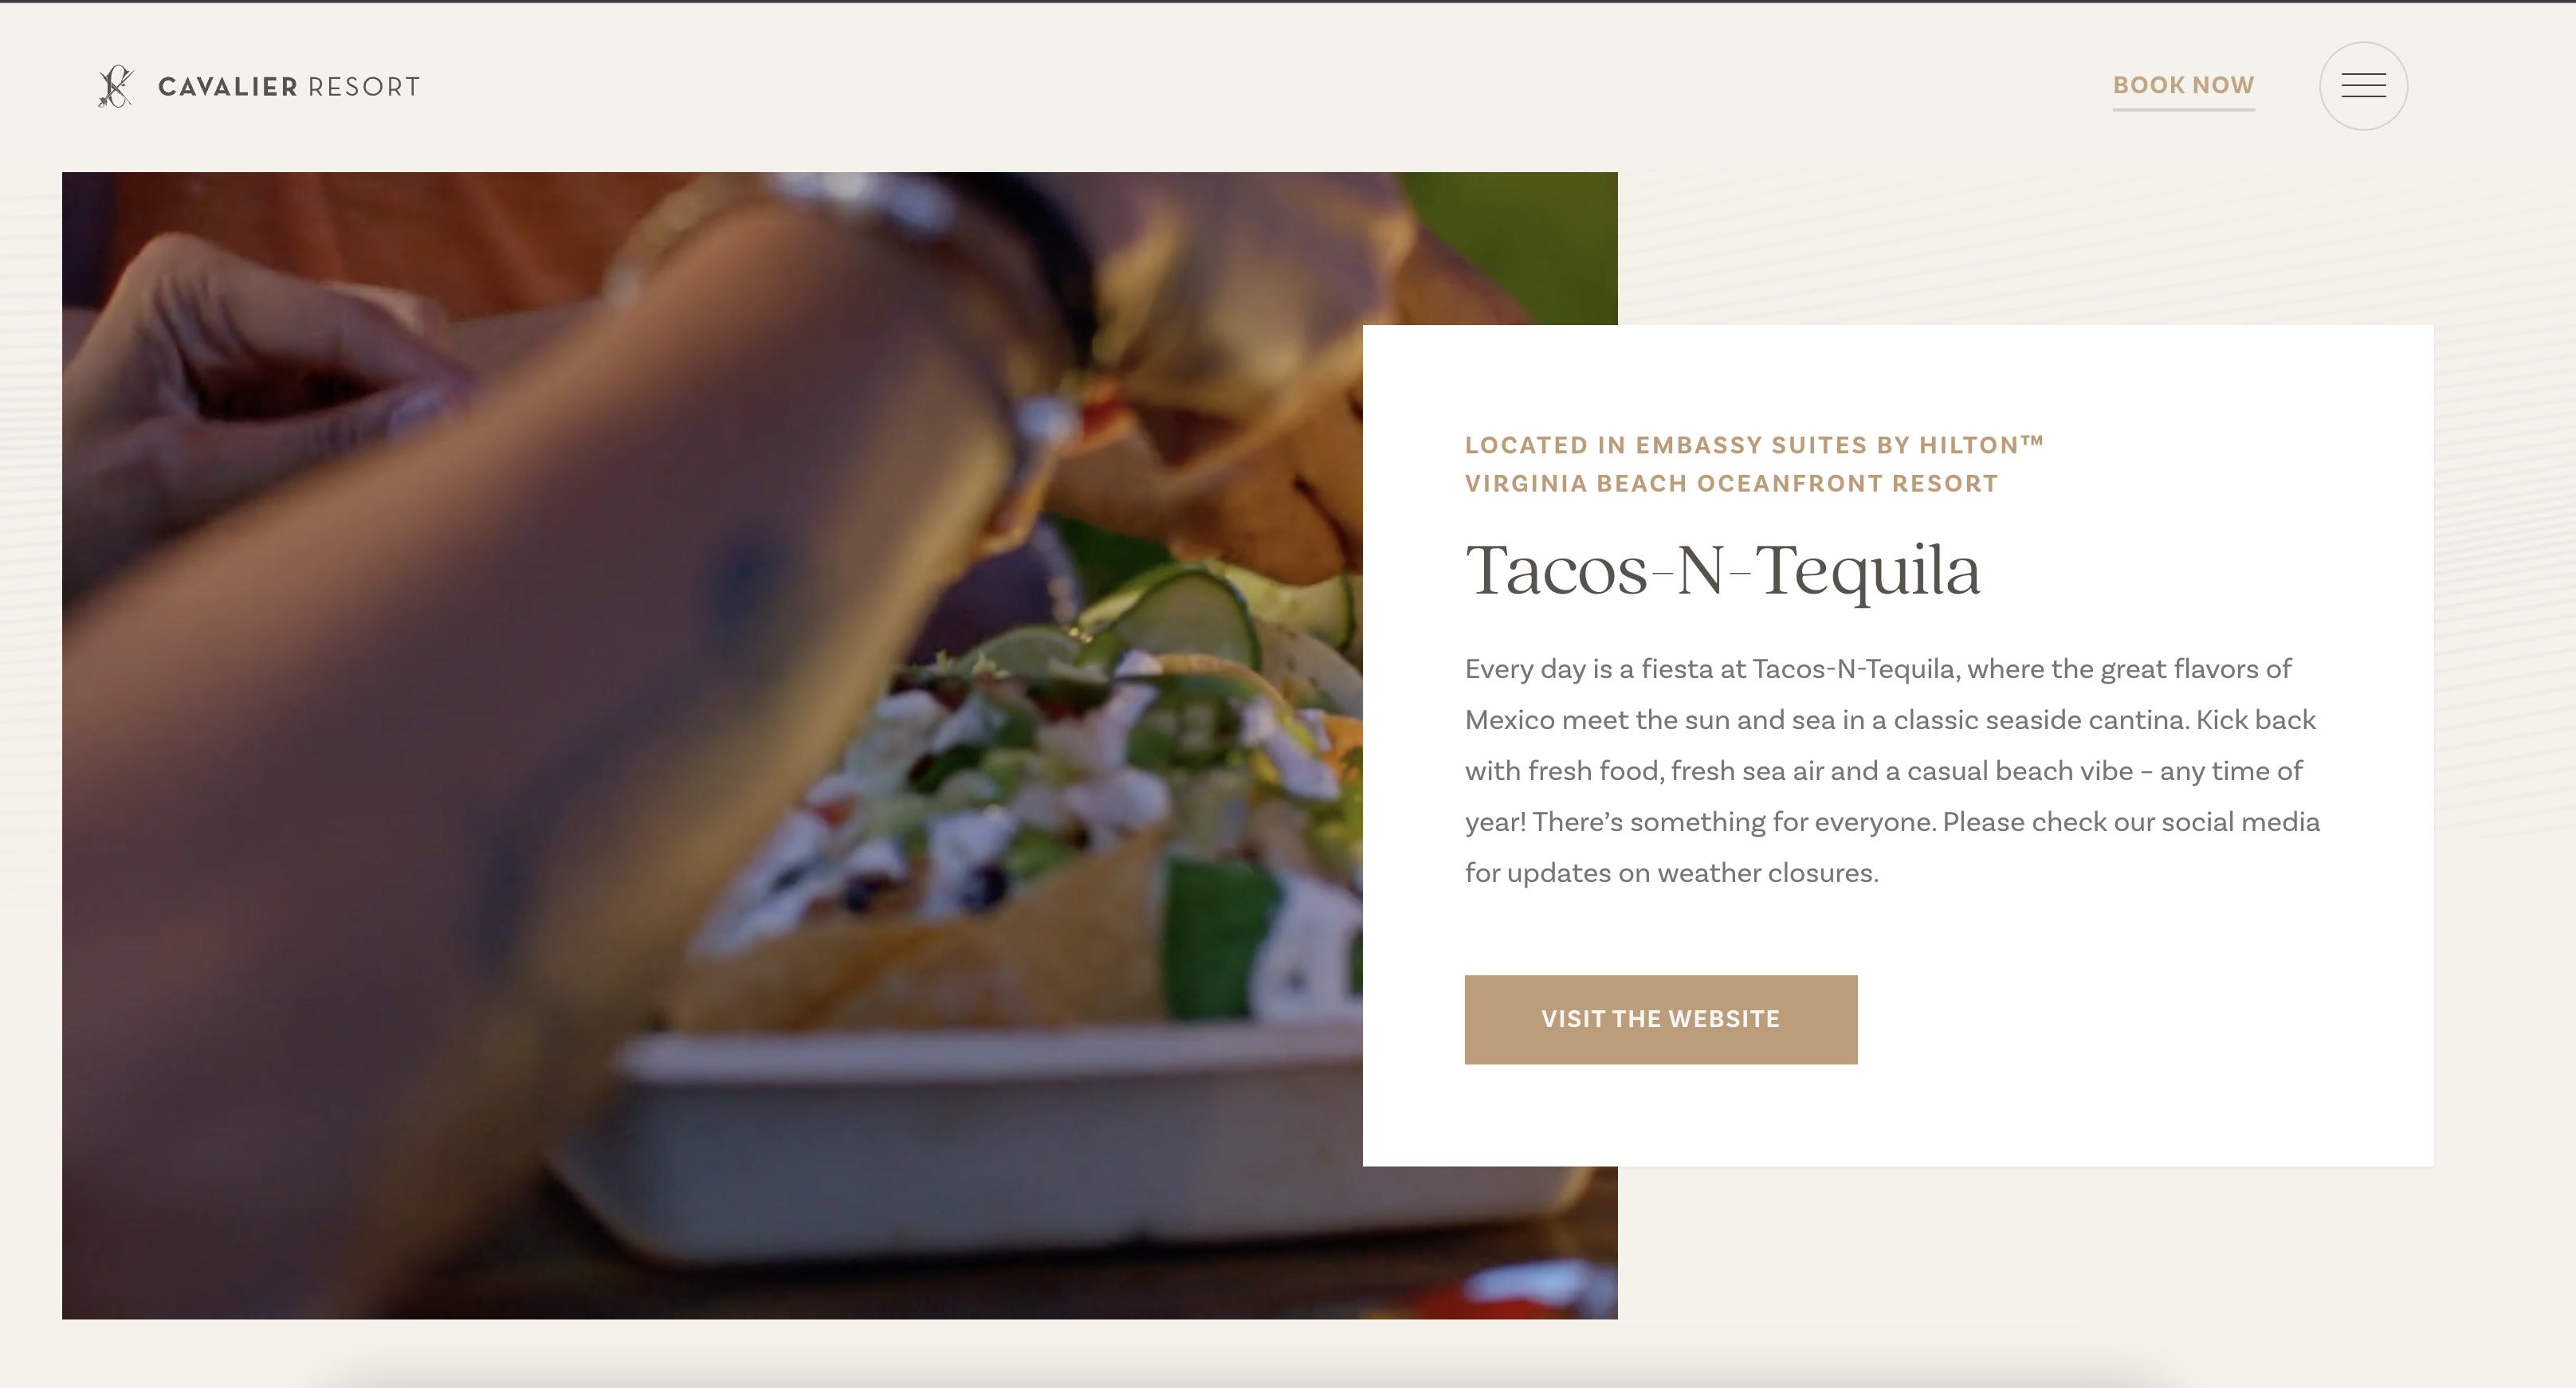 CAVALIER RESORT
BOOK NOW
LOCATED IN EMBASSY SUITES BY HILTON™
VIRGINIA BEACH OCEANFRONT RESORT
Tacos-N-Tequila
Every day is a fiesta at Tacos-N-Tequila, where the great flavors of
Mexico meet the sun and sea in a classic seaside cantina. Kick back
with fresh food, fresh sea air and a casual beach vibe – any time of
year! There’s something for everyone. Please check our social media
for updates on weather closures.
VISIT THE WEBSITE